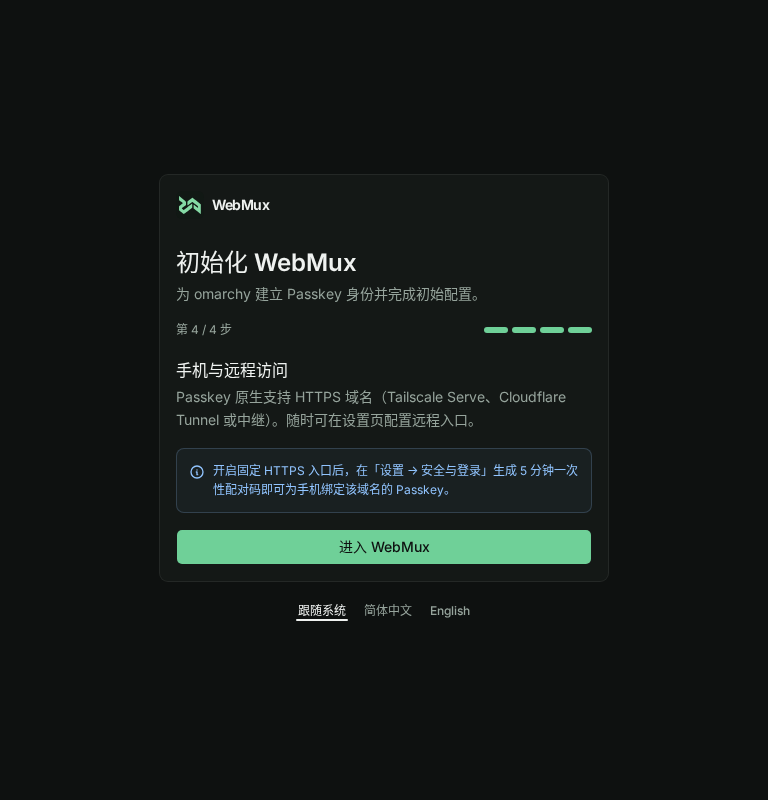 WebMux
初始化 WebMux
为 omarchy 建立 Passkey 身份并完成初始配置。
第 4 / 4 步
手机与远程访问
Passkey 原生支持 HTTPS 域名（Tailscale Serve、Cloudflare
Tunnel 或中继）。随时可在设置页配置远程入口。
开启固定 HTTPS 入口后，在「设置 → 安全与登录」生成 5 分钟一次
性配对码即可为手机绑定该域名的 Passkey。
进入 WebMux
跟随系统 简体中文 English